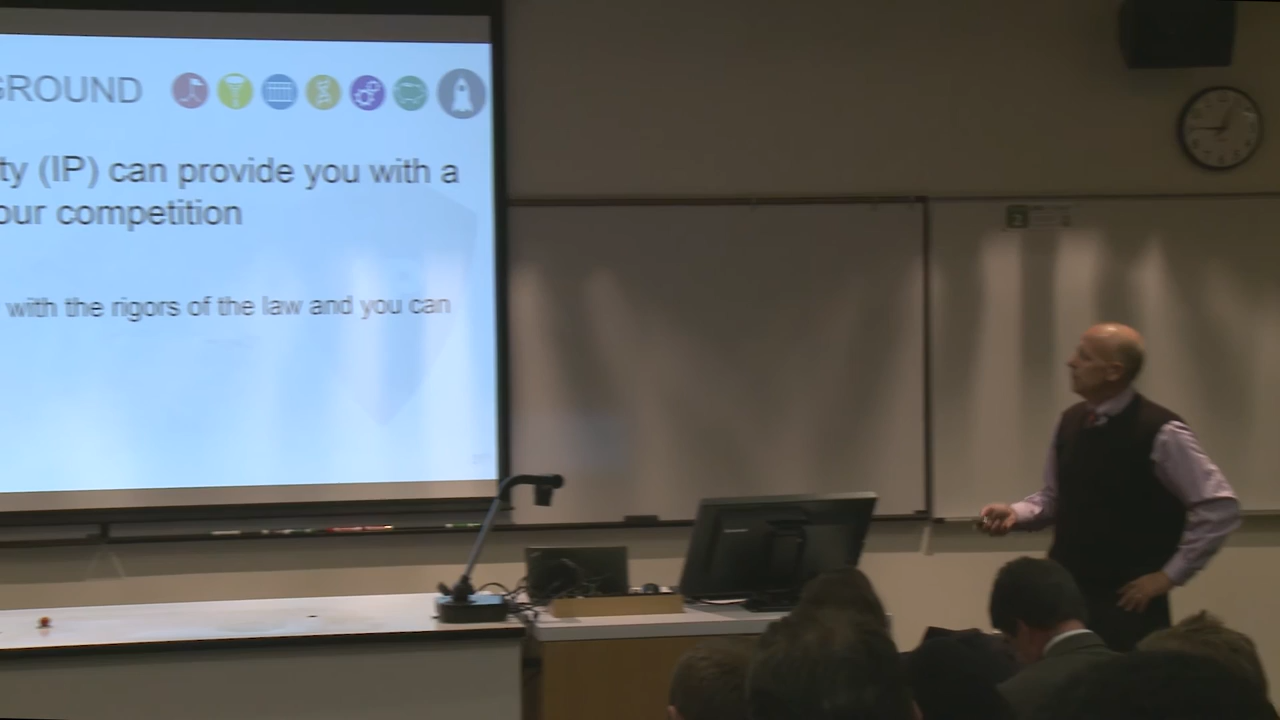 GROUND
ty (IP) can provide you with a
our competition
with the rigors of the law and you can